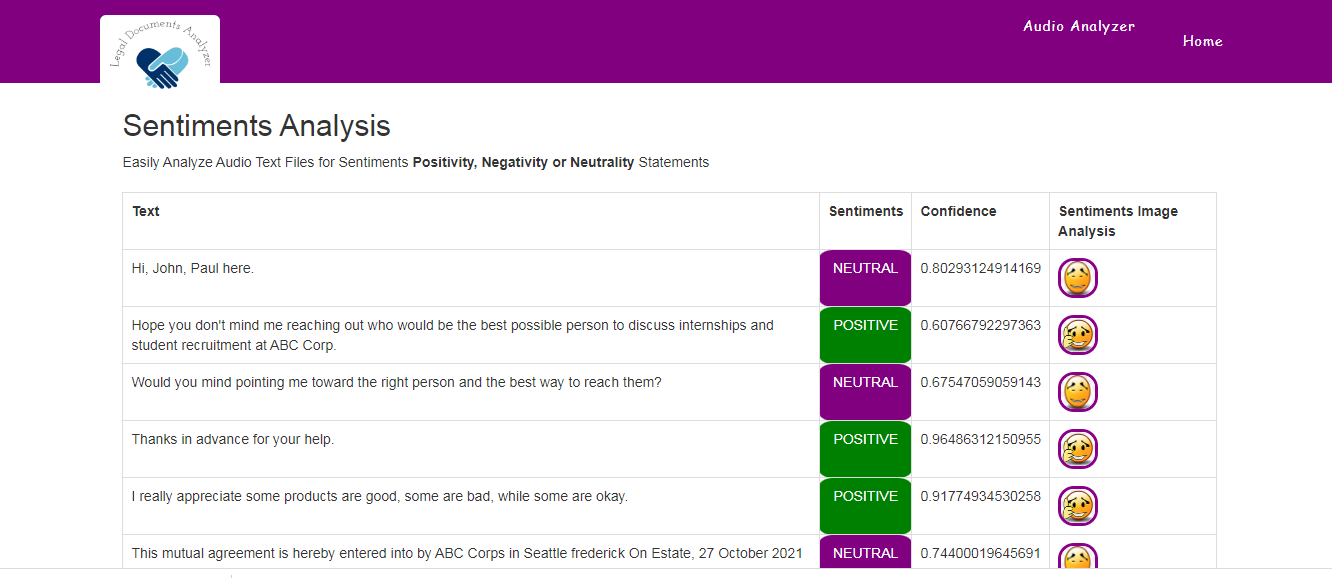 Legal Documents Analyzer
Audio Analyzer
Home
Sentiments Analysis
Easily Analyze Audio Text Files for Sentiments Positivity, Negativity or Neutrality Statements
Text Sentiments Confidence Sentiments Image
Analysis
Hi, John, Paul here. NEUTRAL 0.80293124914169
Hope you don't mind me reaching out who would be the best possible person to discuss internships and POSITIVE 0.60766792297363
student recruitment at ABC Corp.
Would you mind pointing me toward the right person and the best way to reach them? NEUTRAL 0.67547059059143
Thanks in advance for your help. POSITIVE 0.96486312150955
I really appreciate some products are good, some are bad, while some are okay. POSITIVE 0.91774934530258
This mutual agreement is hereby entered into by ABC Corps in Seattle frederick On Estate, 27 October 2021 NEUTRAL 0.74400019645691